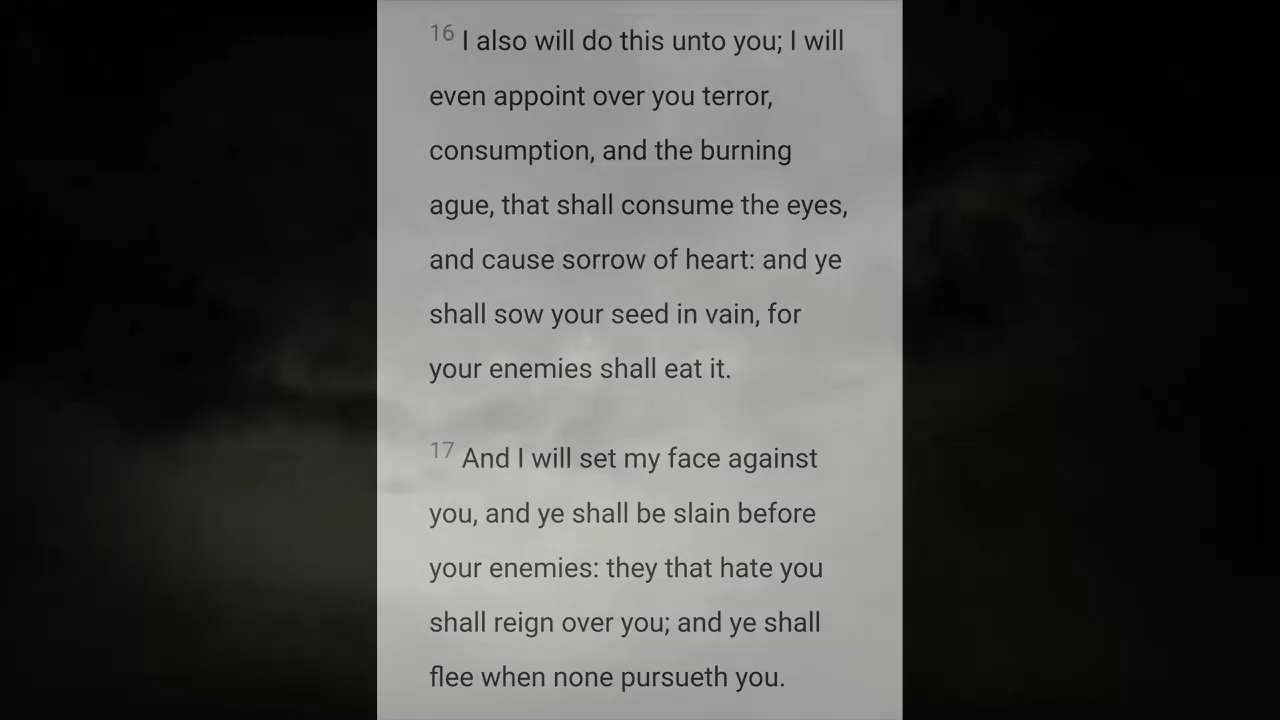 16 I also will do this unto you; I will
even appoint over you terror,
consumption, and the burning
ague, that shall consume the eyes,
and cause sorrow of heart: and ye
shall sow your seed in vain, for
your enemies shall eat it.
17 And I will set my face against
you, and ye shall be slain before
your enemies: they that hate you
shall reign over you; and ye shall
flee when none pursueth you.